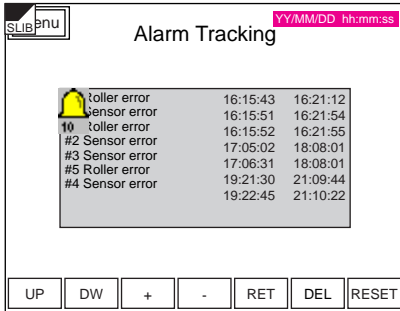 SLIB enu
YY/MM/DD hh:mm:ss
Alarm Tracking
Roller error 16:15:43 16:21:12
Sensor error 16:15:51 16:21:54
10 Roller error 16:15:52 16:21:55
#2 Sensor error 17:05:02 18:08:01
#3 Sensor error 17:06:31 18:08:01
#5 Roller error 19:21:30 21:09:44
#4 Sensor error 19:22:45 21:10:22
UP DW + - RET DEL RESET